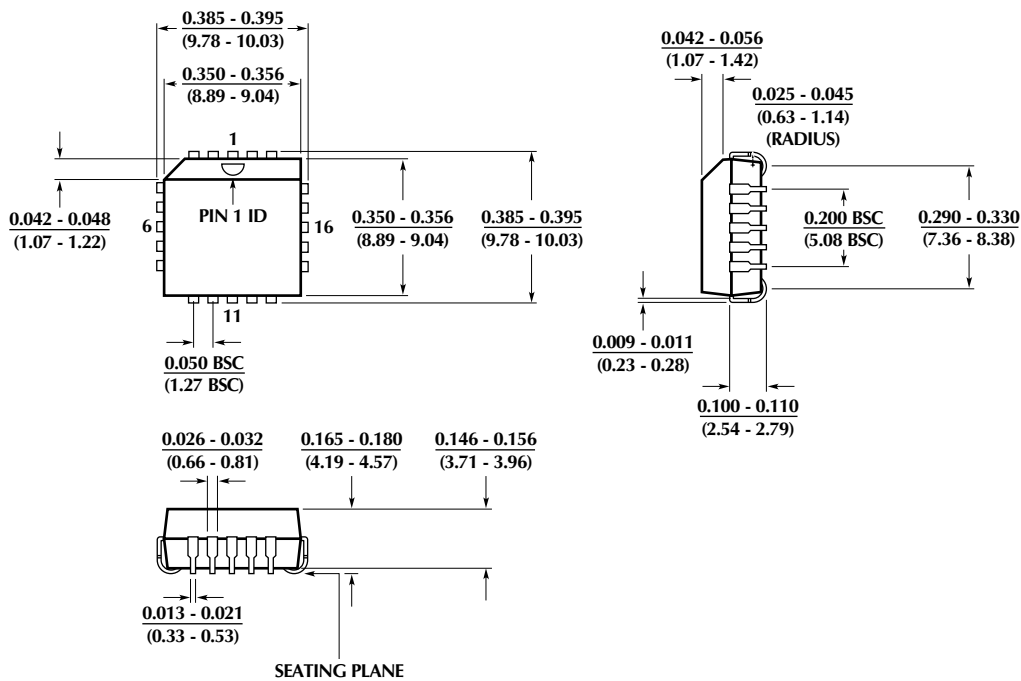 0.385 - 0.395
(9.78 - 10.03)
0.350 - 0.356
(8.89 - 9.04)
1
0.042 - 0.048
(1.07 - 1.22)
6
PIN 1 ID
16
0.350 - 0.356
(8.89 - 9.04)
0.385 - 0.395
(9.78 - 10.03)
11
0.050 BSC
(1.27 BSC)
0.042 - 0.056
(1.07 - 1.42)
0.025 - 0.045
(0.63 - 1.14)
(RADIUS)
0.200 BSC
(5.08 BSC)
0.290 - 0.330
(7.36 - 8.38)
0.009 - 0.011
(0.23 - 0.28)
0.100 - 0.110
(2.54 - 2.79)
0.026 - 0.032
(0.66 - 0.81)
0.165 - 0.180
(4.19 - 4.57)
0.146 - 0.156
(3.71 - 3.96)
0.013 - 0.021
(0.33 - 0.53)
SEATING PLANE